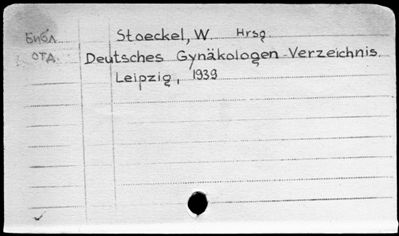 Библ. Stoeckel, W. Hrsg.
отд. Deutsches Gynäkologen Verzeichnis.
Leipzig, 1939